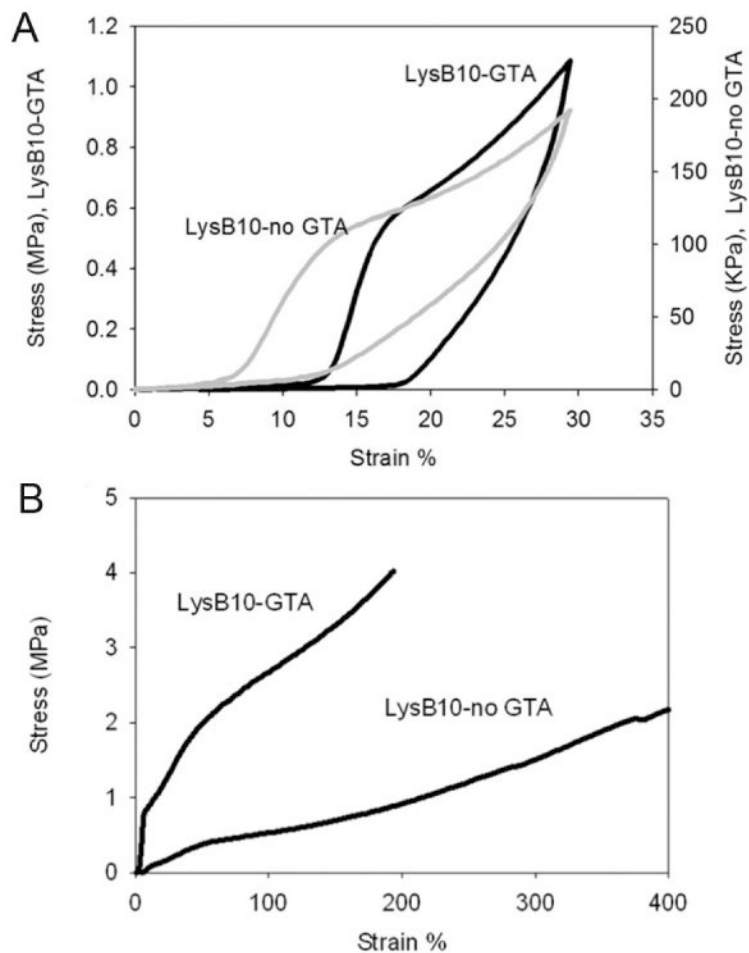 A
Stress (MPa), LysB10-GTA
1.2
1.0
0.8
0.6
0.4
0.2
0.0
LysB10-GTA
LysB10-no GTA
250
200
150
100
50
0
Stress (KPa), LysB10-no GTA
0 5 10 15 20 25 30 35
Strain %
B
Stress (MPa)
5
4
3
2
1
0
LysB10-GTA
LysB10-no GTA
0 100 200 300 400
Strain %